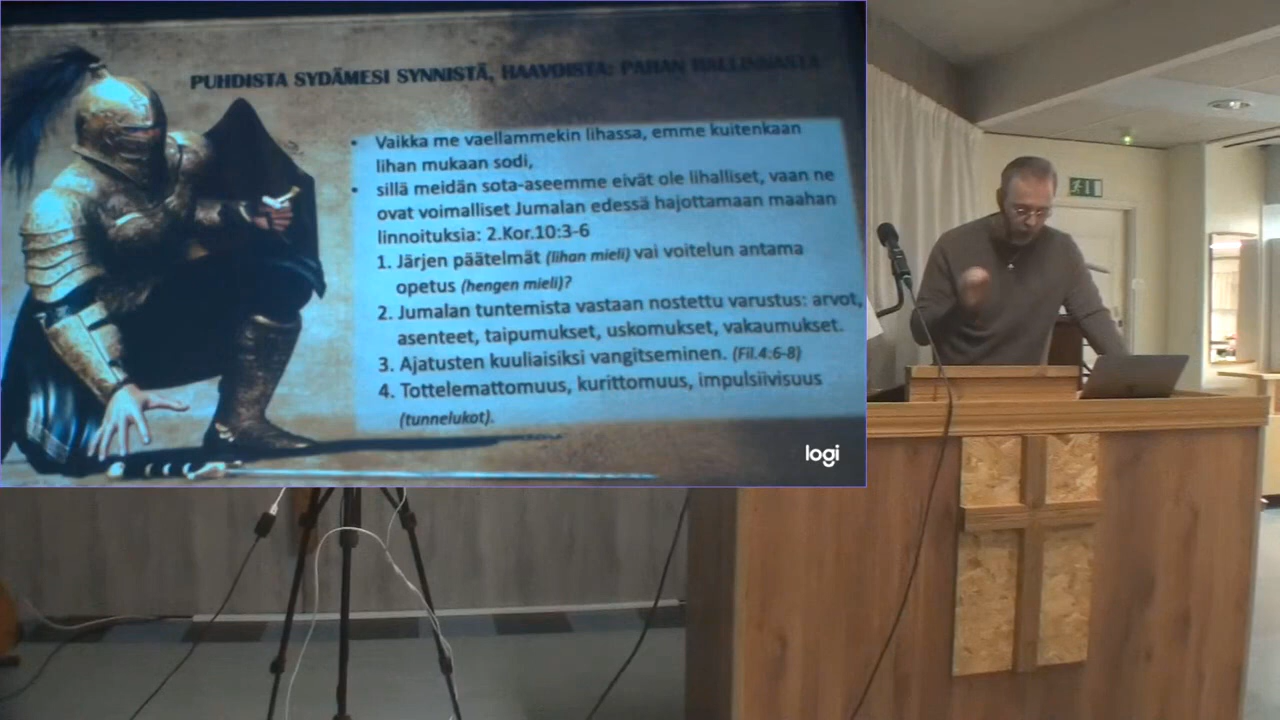 PUHDISTA SYDÄMESI SYNNISTÄ, HAAVOISTA: PAHAN HALLINNASTA
• Vaikka me vaellammekin lihassa, emme kuitenkaan
lihan mukaan sodi,
• sillä meidän sota-aseemme eivät ole lihalliset, vaan ne
ovat voimalliset Jumalan edessä hajottamaan maahan
linnoituksia: 2.Kor.10:3-6
1. Järjen päätelmät (lihan mieli) vai voitelun antama
opetus (hengen mieli)?
2. Jumalan tuntemista vastaan nostettu varustus: arvot,
asenteet, taipumukset, uskomukset, vakaumukset.
3. Ajatusten kuuliaisiksi vangitseminen. (Fil.4:6-8)
4. Tottelemattomuus, kurittomuus, impulsiivisuus
(tunnelukot).
logi